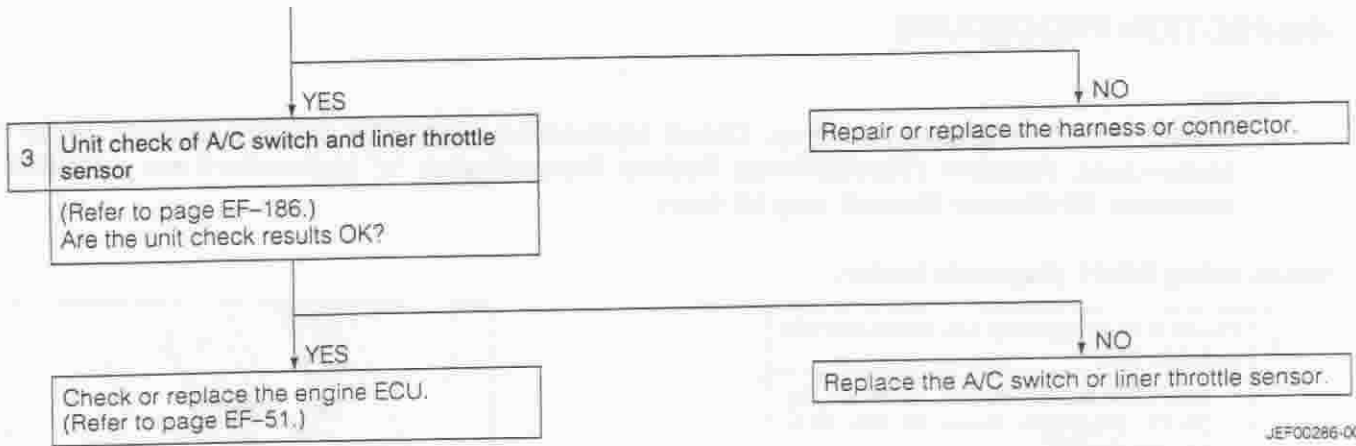 YES
NO
3
Unit check of A/C switch and liner throttle
sensor
Repair or replace the harness or connector.
(Refer to page EF–186.)
Are the unit check results OK?
YES
NO
Check or replace the engine ECU.
(Refer to page EF–51.)
Replace the A/C switch or liner throttle sensor.